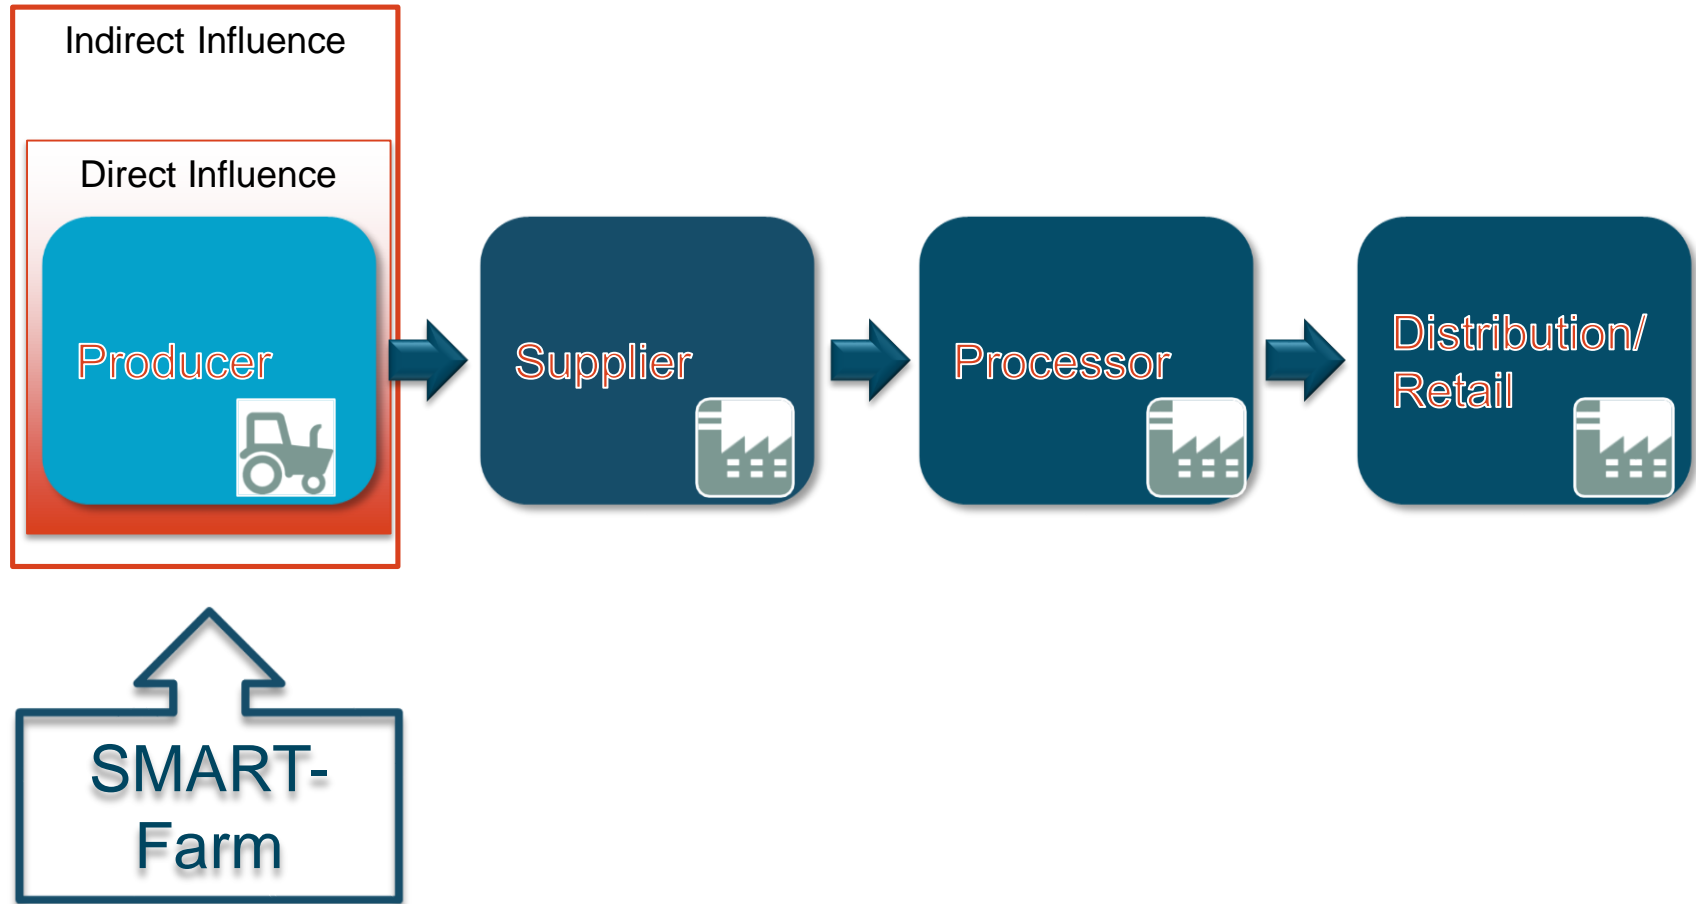 Indirect Influence
Direct Influence
Producer
Supplier
Processor
Distribution/
Retail
SMART-
Farm